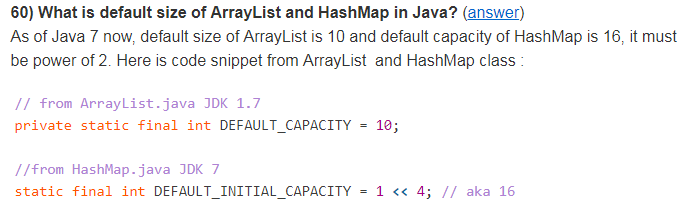 60) What is default size of ArrayList and HashMap in Java? (answer)
As of Java 7 now, default size of ArrayList is 10 and default capacity of HashMap is 16, it must
be power of 2. Here is code snippet from ArrayList  and HashMap class :
// from ArrayList.java JDK 1.7
private static final int DEFAULT_CAPACITY = 10;
//from HashMap.java JDK 7
static final int DEFAULT_INITIAL_CAPACITY = 1 << 4; // aka 16